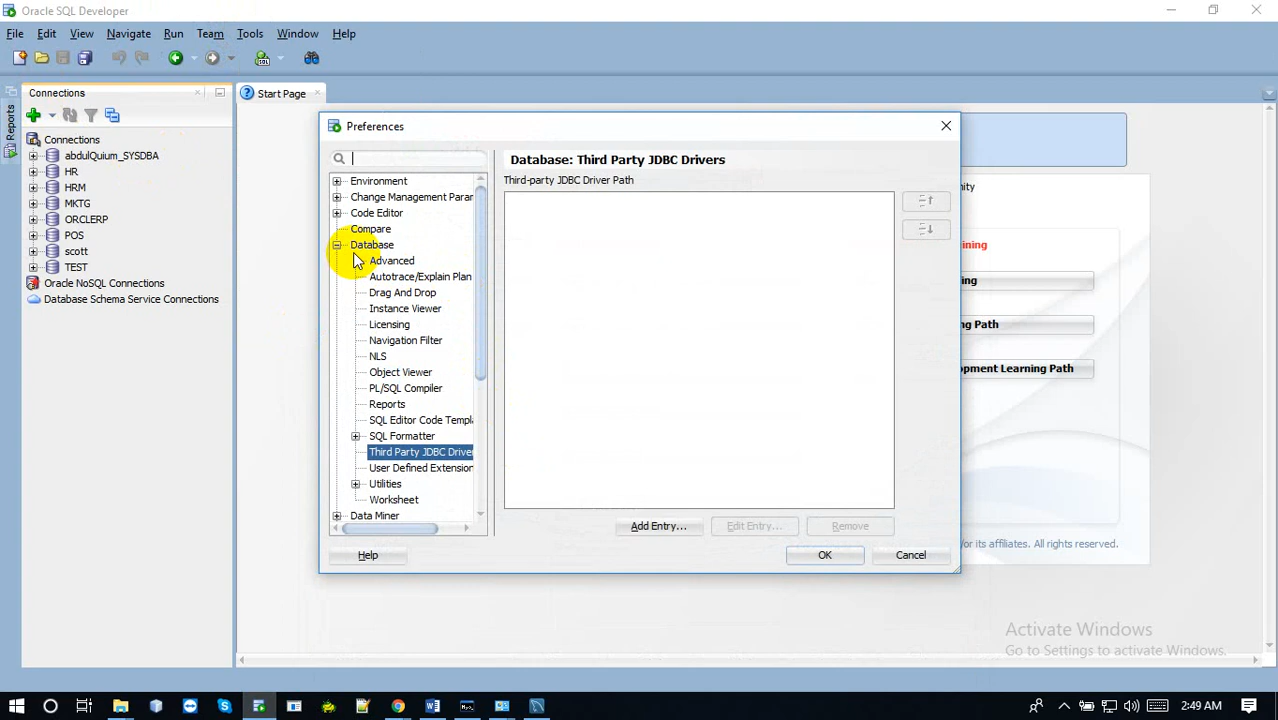 Oracle SQL Developer
File Edit View Navigate Run Team Tools Window Help
Connections
Start Page
Reports
Connections
abdulQuium_SYSDBA
HR
HRM
MKTG
ORCLERP
POS
scott
TEST
Oracle NoSQL Connections
Database Schema Service Connections
Preferences
Environment
Change Management Parar
Code Editor
Compare
Database
Advanced
Autotrace/Explain Plan
Drag And Drop
Instance Viewer
Licensing
Navigation Filter
NLS
Object Viewer
PL/SQL Compiler
Reports
SQL Editor Code Templ
SQL Formatter
Third Party JDBC Driver
User Defined Extension
Utilities
Worksheet
Data Miner
Database: Third Party JDBC Drivers
Third-party JDBC Driver Path
Add Entry... Edit Entry... Remove
Help OK Cancel
nity
ining
ng
ng Path
opment Learning Path
/or its affiliates. All rights reserved.
Activate Windows
Go to Settings to activate Windows.
2:49 AM